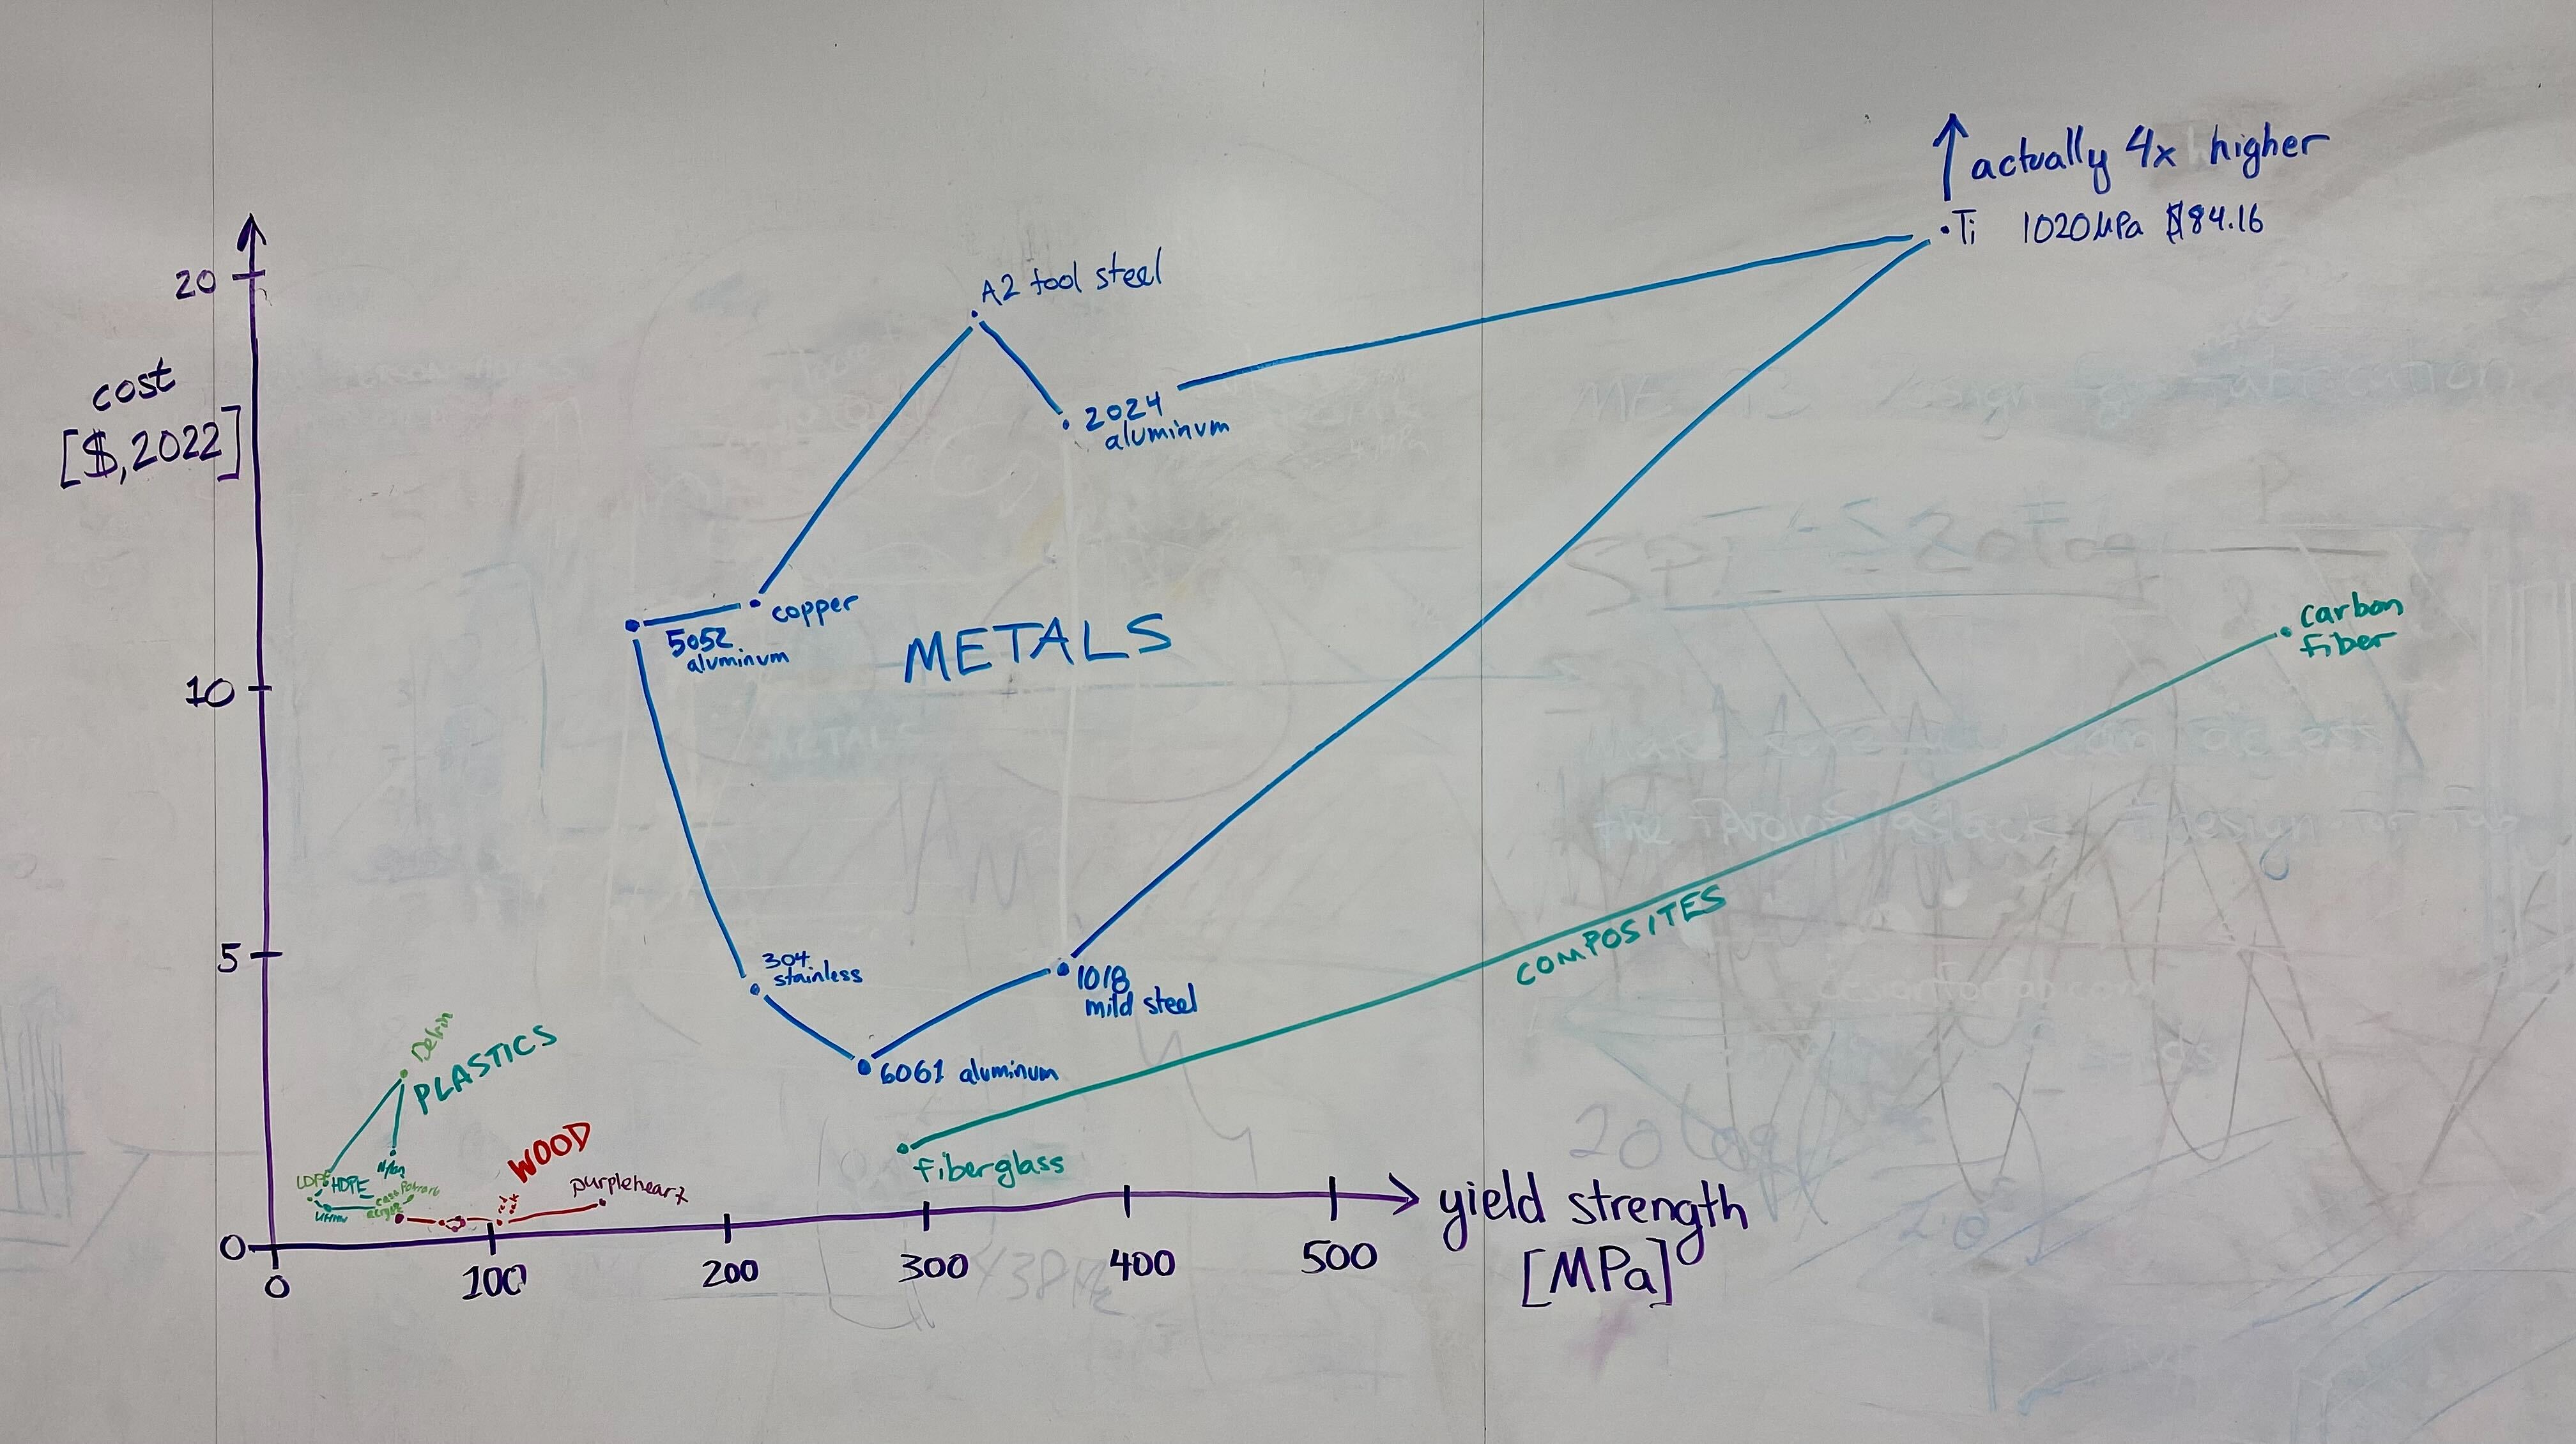 actually 4x higher
Ti 1020MPa $84.16
20
A2 tool steel
cost
[$,2022]
2024
aluminum
copper
5052
aluminum
METALS
carbon
fiber
10
COMPOSITES
5
304
stainless
1018
mild steel
6061 aluminum
Delrin
PLASTICS
WOOD
Nylon
LDPE
HDPE
purpleheart
fiberglass
UHMW
cast
acrylic
yield strength
[MPa]
0
0
100
200
300
400
500